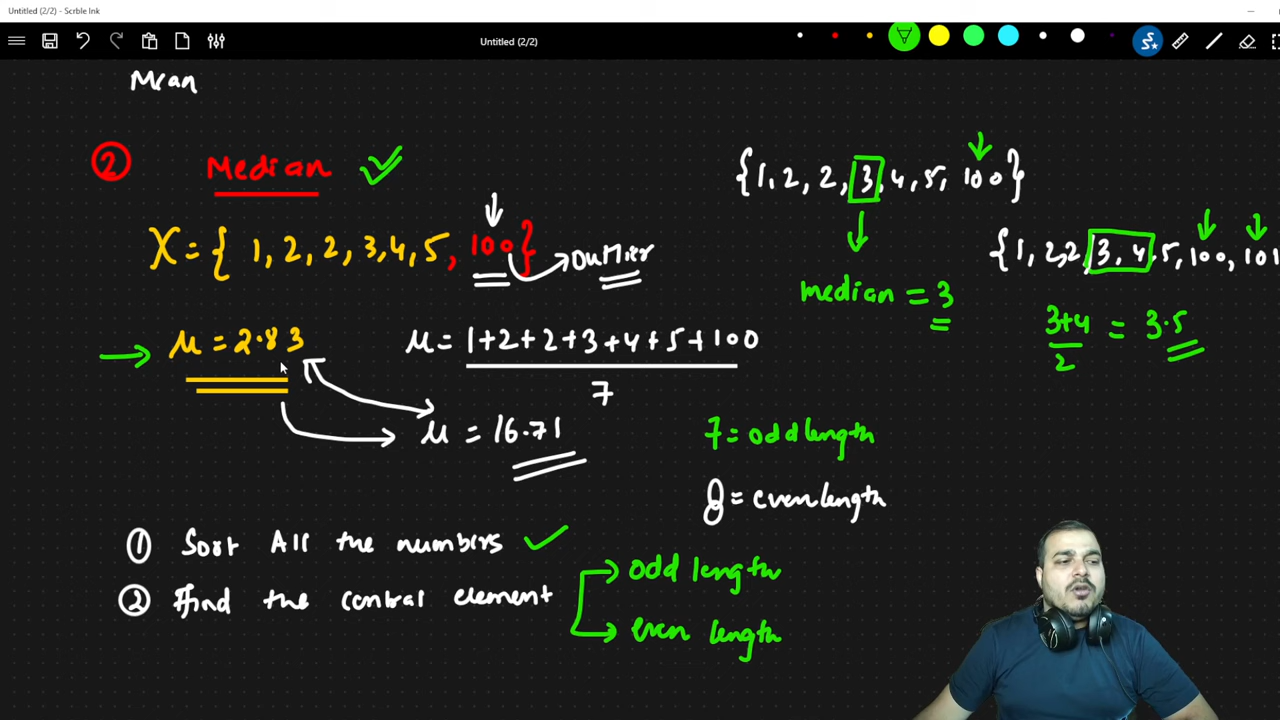 Untitled (2/2) - Scrble Ink
Untitled (2/2)
Mean
② Median
X = { 1, 2, 2, 3, 4, 5, 100}
Outlier
{1, 2, 2, 3, 4, 5, 100}
median = 3
{1, 2, 2, 3, 4, 5, 100, 101
3+4
2
= 3.5
μ = 2.83
μ = 1+2+2+3+4+5+100
7
μ = 16.71
7 = odd length
8 = even length
① Sort All the numbers
② Find the central element
odd length
even length